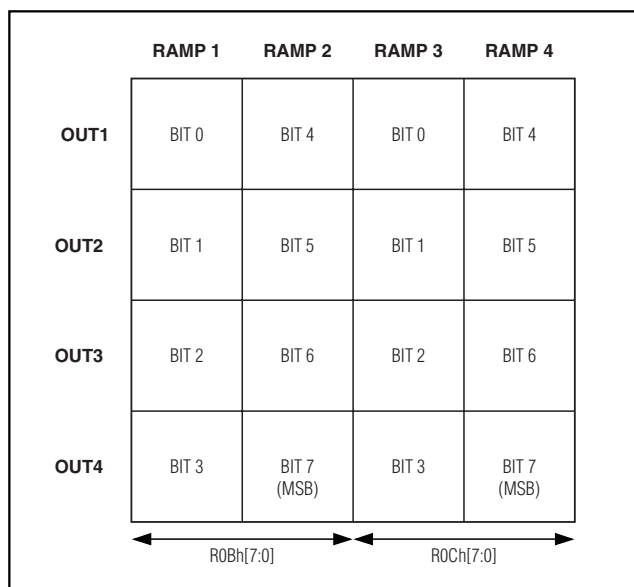 RAMP 1 RAMP 2 RAMP 3 RAMP 4
OUT1 BIT 0 BIT 4 BIT 0 BIT 4
OUT2 BIT 1 BIT 5 BIT 1 BIT 5
OUT3 BIT 2 BIT 6 BIT 2 BIT 6
OUT4 BIT 3 BIT 7 BIT 3 BIT 7
(MSB) (MSB)
R0Bh[7:0] R0Ch[7:0]